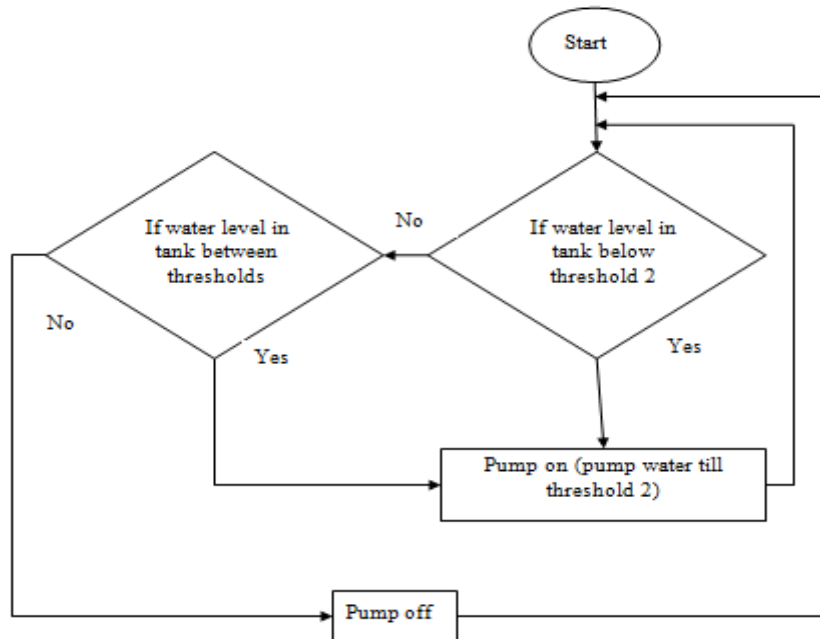 Start
If water level in
tank below
threshold 2
No
Yes
If water level in
tank between
thresholds
No
Yes
Pump on (pump water till
threshold 2)
Pump off